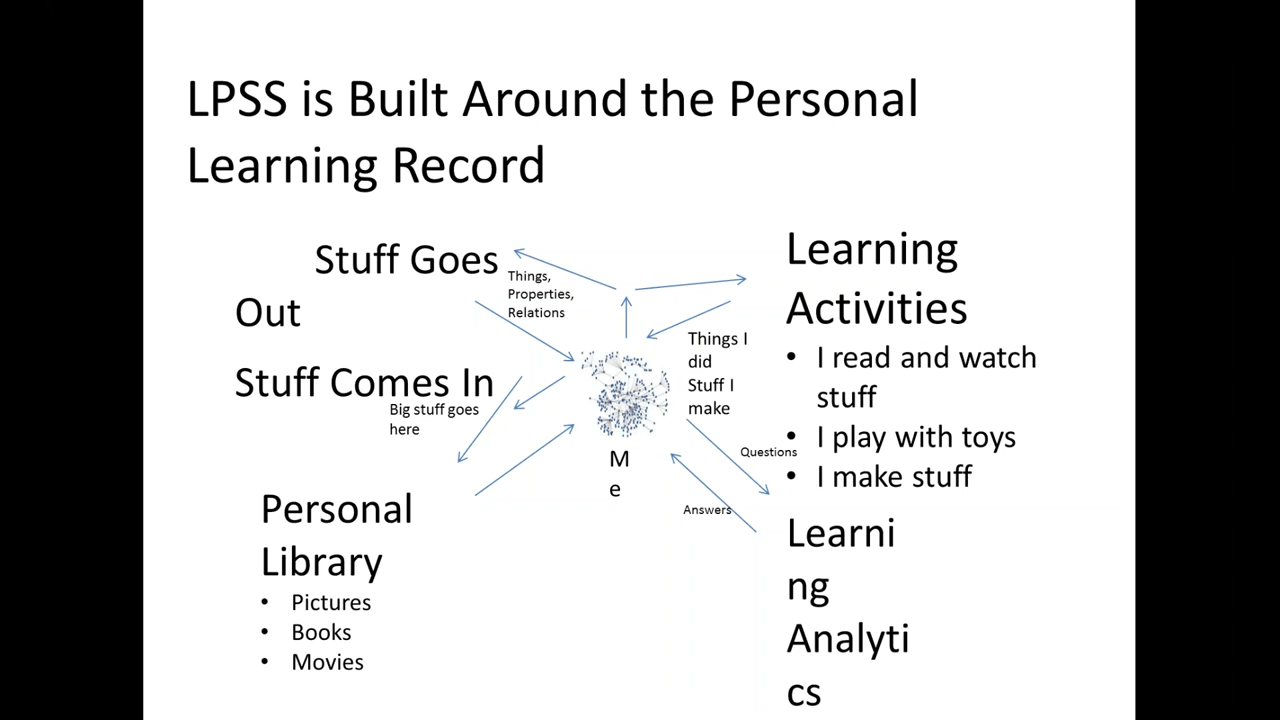 LPSS is Built Around the Personal
Learning Record
Stuff Goes
Out
Stuff Comes In
Things,
Properties,
Relations
Big stuff goes
here
Personal
Library
• Pictures
• Books
• Movies
M
e
Things I
did
Stuff I
make
Questions
Answers
Learning
Activities
• I read and watch
stuff
• I play with toys
• I make stuff
Learni
ng
Analyti
cs